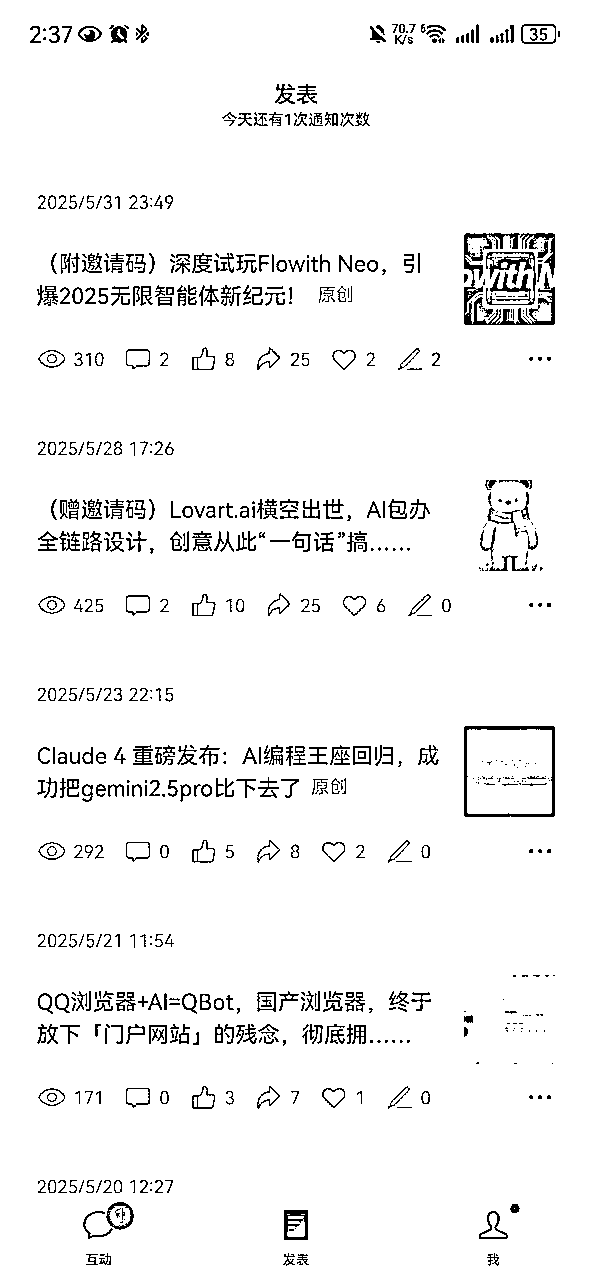 2:37 70.7 K/s 6 35
发表
今天还有1次通知次数
2025/5/31 23:49
（附邀请码）深度试玩Flowith Neo，引
爆2025无限智能体新纪元！ 原创
owith N
310 2 8 25 2 2
2025/5/28 17:26
（赠邀请码）Lovart.ai横空出世，AI包办
全链路设计，创意从此“一句话”搞......
425 2 10 25 6 0
2025/5/23 22:15
Claude 4 重磅发布：AI编程王座回归，成
功把gemini2.5pro比下去了 原创
292 0 5 8 2 0
2025/5/21 11:54
QQ浏览器+AI=QBot，国产浏览器，终于
放下「门户网站」的残念，彻底拥......
171 0 3 7 1 0
2025/5/20 12:27
互动 发表 我